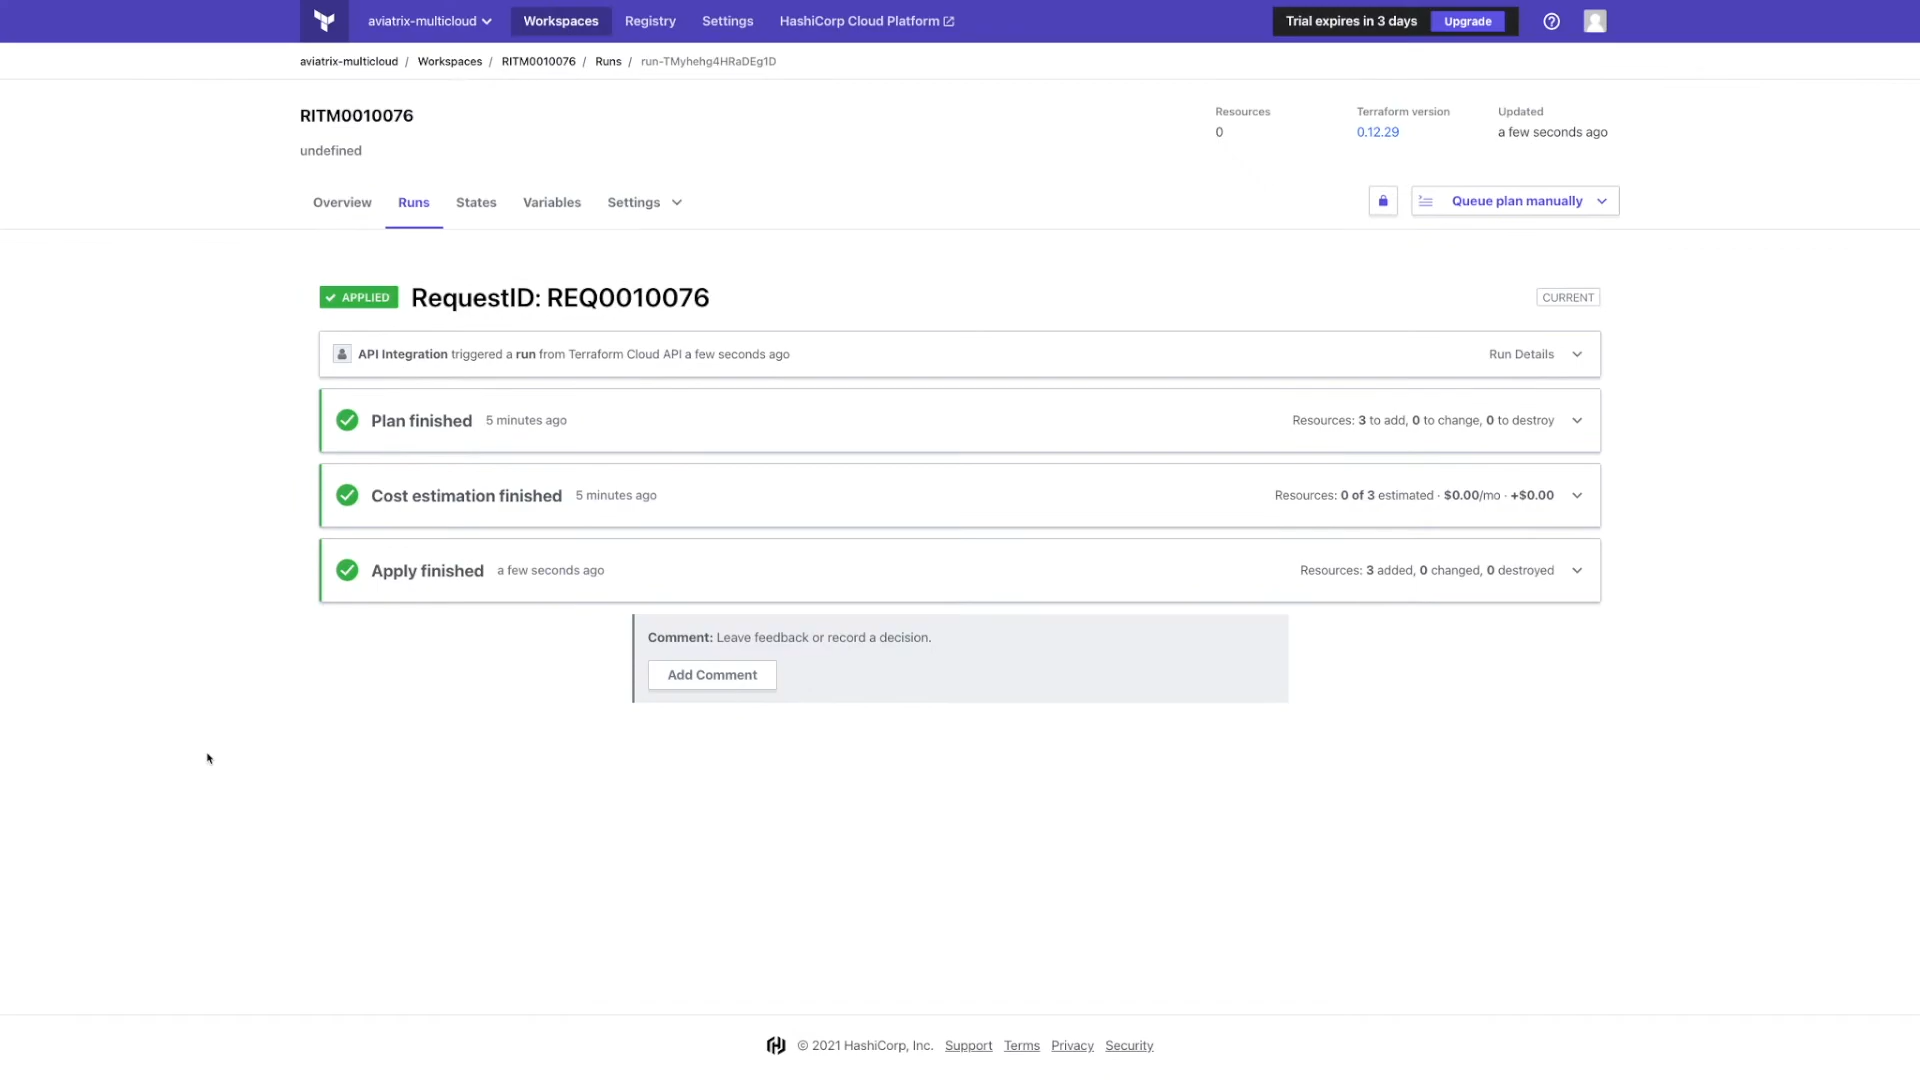 aviatrix-multicloud Workspaces Registry Settings HashiCorp Cloud Platform Trial expires in 3 days Upgrade
aviatrix-multicloud / Workspaces / RITM0010076 / Runs / run-TMyhehg4HRaDEg1D
RITM0010076
undefined
Resources
0
Terraform version
0.12.29
Updated
a few seconds ago
Overview Runs States Variables Settings
Queue plan manually
APPLIED RequestID: REQ0010076 CURRENT
API Integration triggered a run from Terraform Cloud API a few seconds ago Run Details
Plan finished 5 minutes ago Resources: 3 to add, 0 to change, 0 to destroy
Cost estimation finished 5 minutes ago Resources: 0 of 3 estimated · $0.00/mo · +$0.00
Apply finished a few seconds ago Resources: 3 added, 0 changed, 0 destroyed
Comment: Leave feedback or record a decision.
Add Comment
© 2021 HashiCorp, Inc. Support Terms Privacy Security